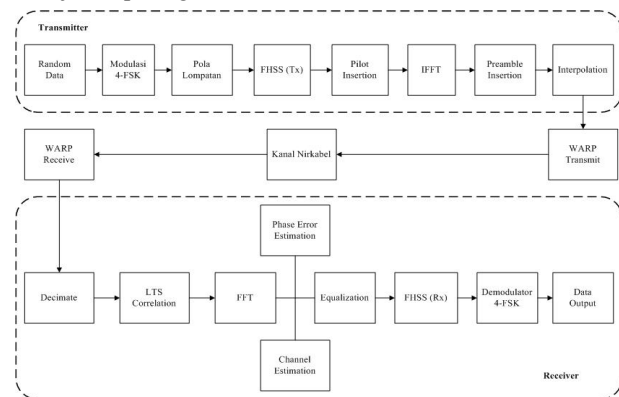 Transmitter
Random
Data
Modulasi
4-FSK
Pola
Lompatan
FHSS (Tx)
Pilot
Insertion
IFFT
Preamble
Insertion
Interpolation
WARP
Receive
Kanal Nirkabel
WARP
Transmit
Phase Error
Estimation
Decimate
LTS
Correlation
FFT
Equalization
FHSS (Rx)
Demodulator
4-FSK
Data
Output
Channel
Estimation
Receiver